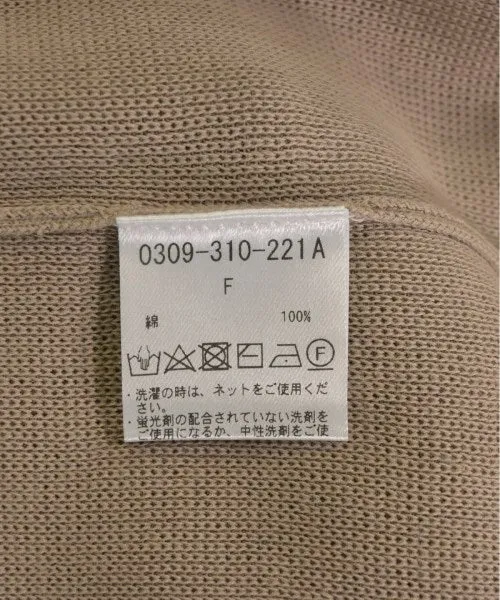 0309-310-221A
F
綿 100%
F
・洗濯の時は、ネットをご使用くだ
さい。
・蛍光剤の配合されていない洗剤を
ご使用になるか、中性洗剤をご使